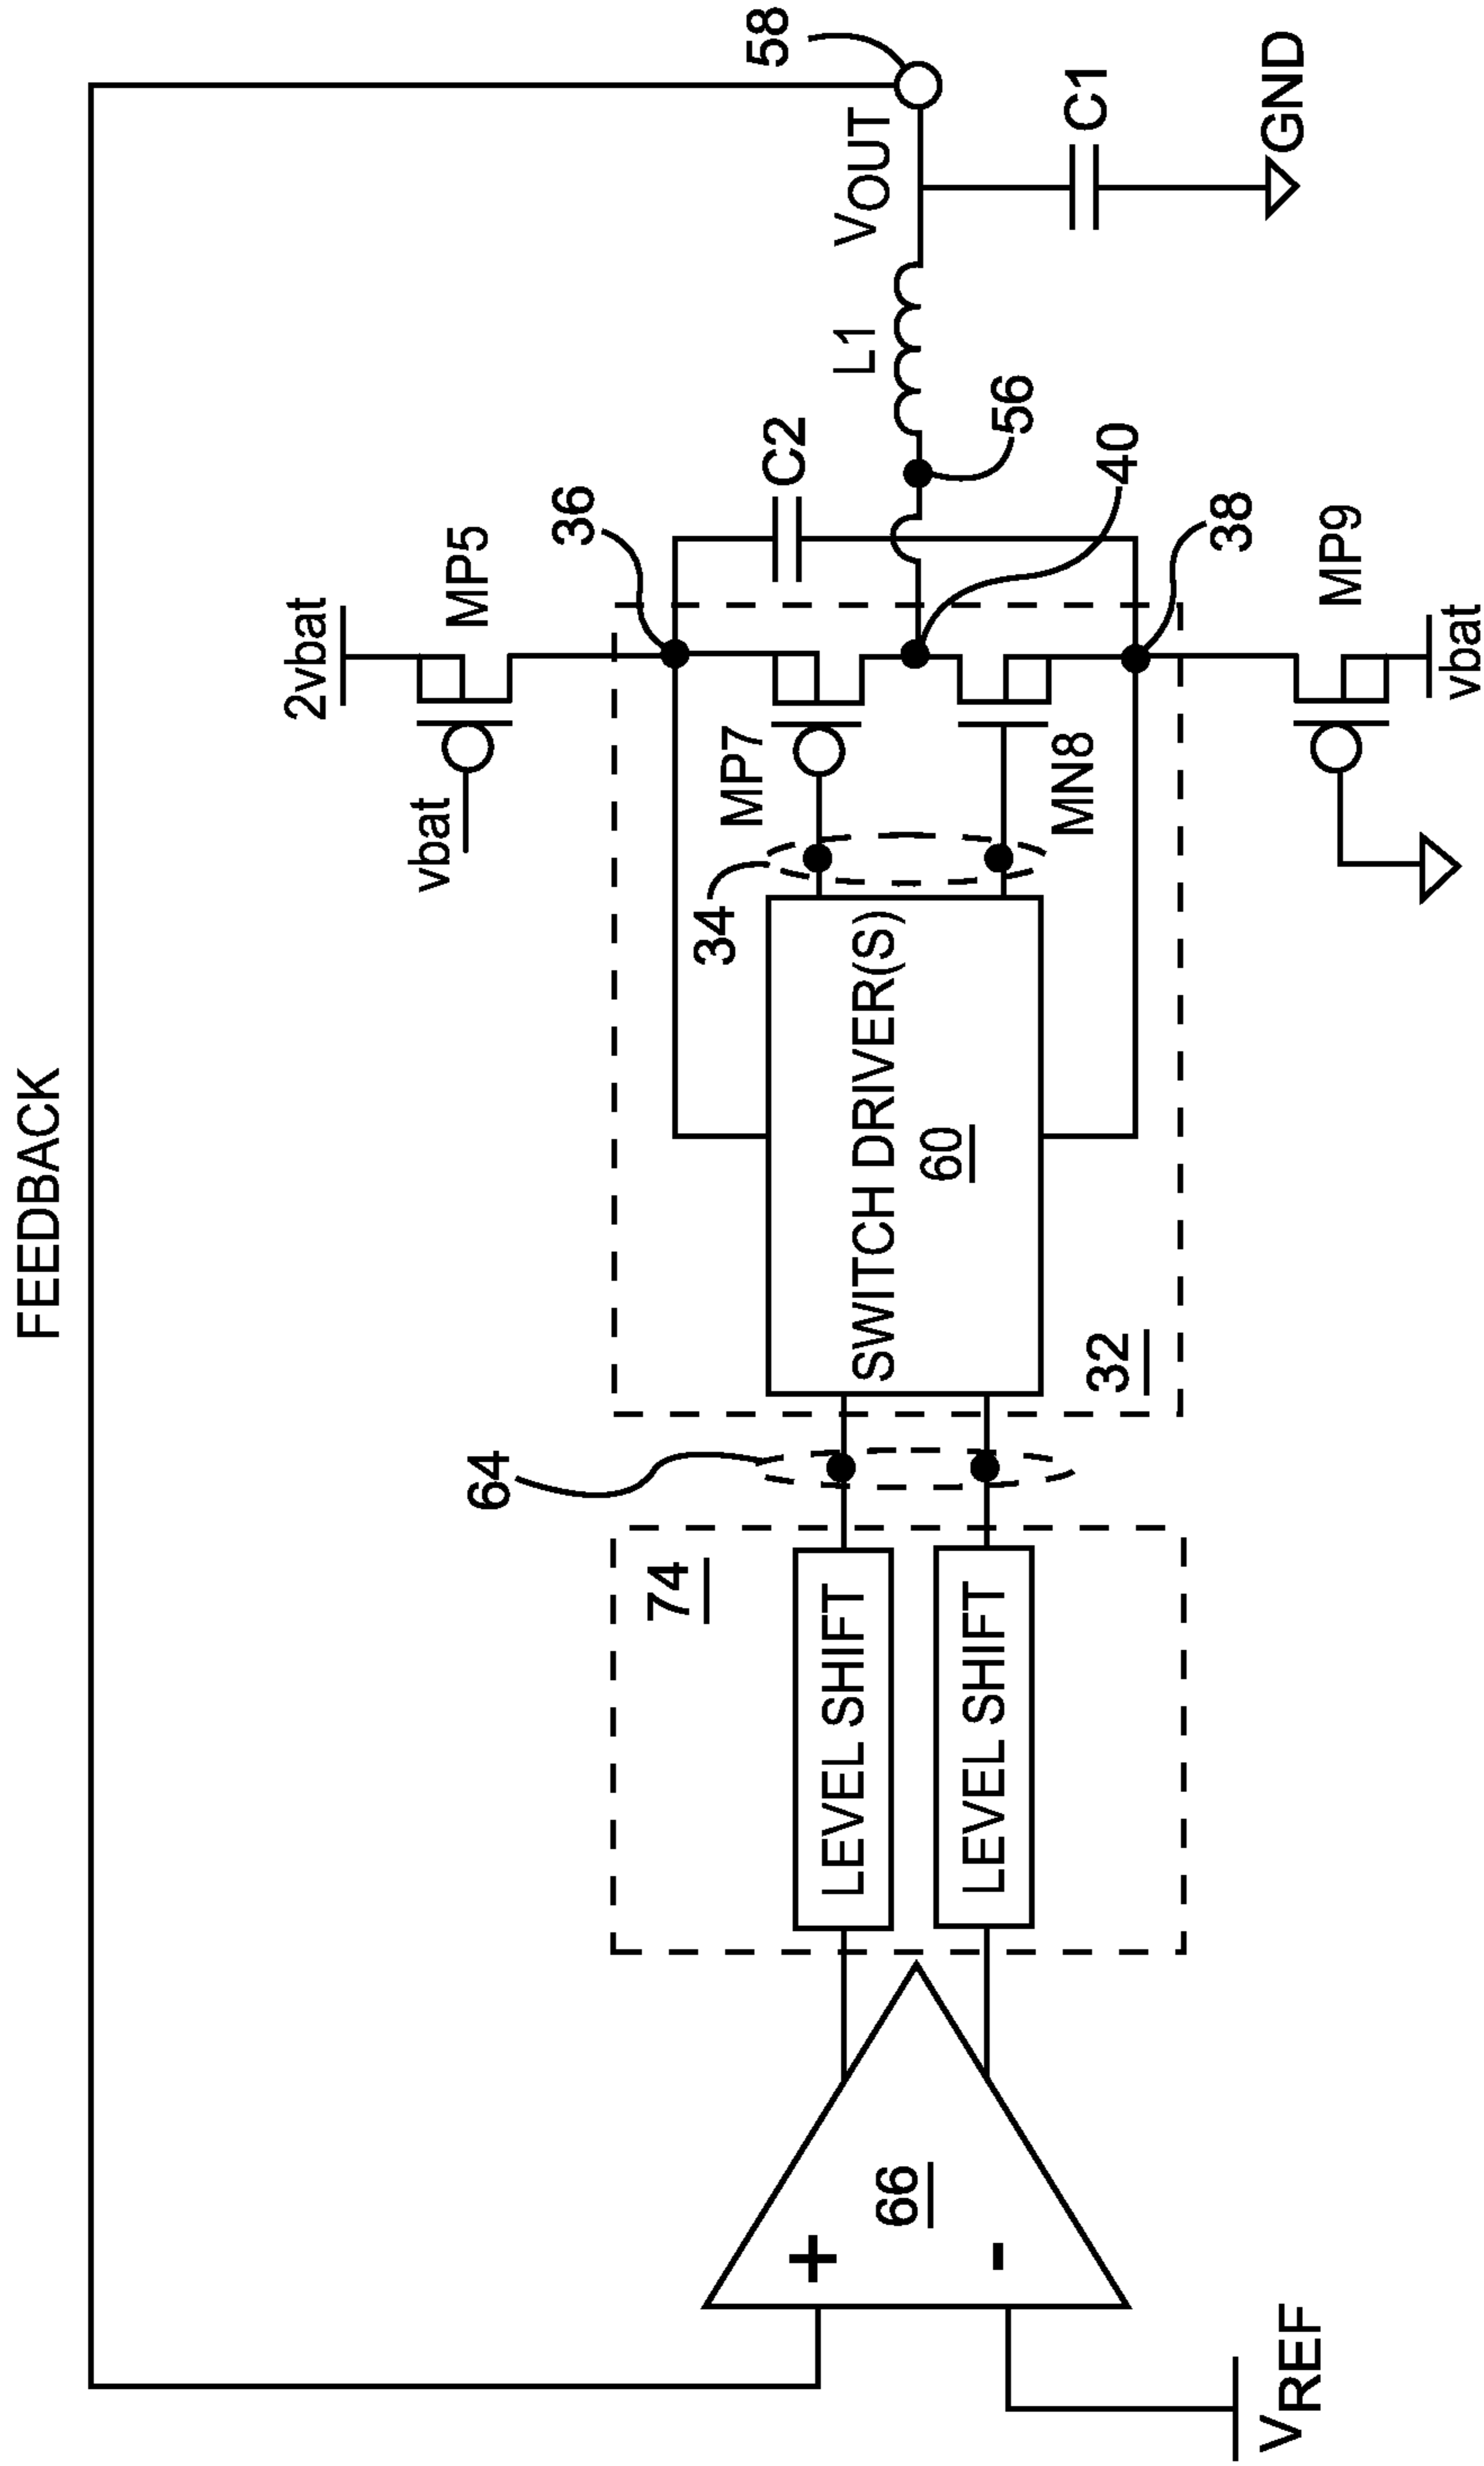 FEEDBACK
2vbat
MP5
vbat
36
C2
58
VOUT
L1
56
40
MP7
34
MN8
38
MP9
vbat
C1
GND
SWITCH DRIVER(S)
60
32
64
74
LEVEL SHIFT
LEVEL SHIFT
+
66
-
VREF